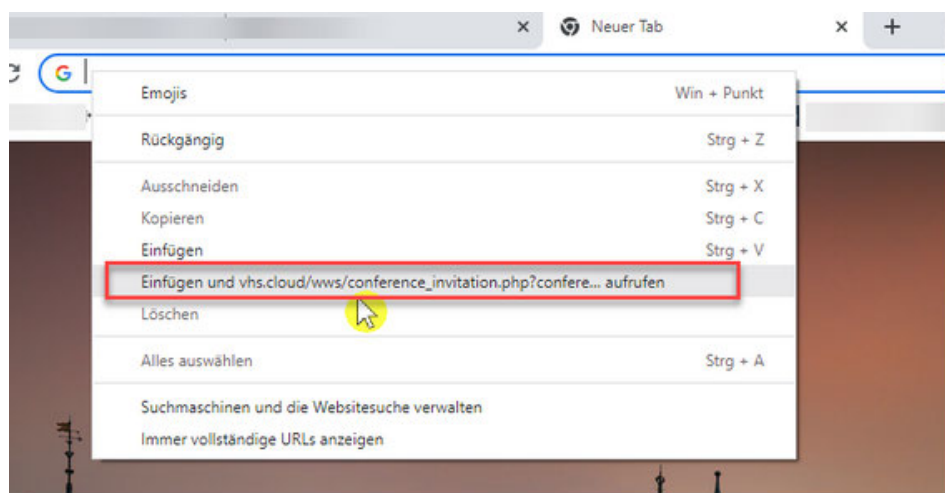 Neuer Tab
G
Emojis Win + Punkt
Rückgängig Strg + Z
Ausschneiden Strg + X
Kopieren Strg + C
Einfügen Strg + V
Einfügen und vhs.cloud/wws/conference_invitation.php?confere... aufrufen
Löschen
Alles auswählen Strg + A
Suchmaschinen und die Websitesuche verwalten
Immer vollständige URLs anzeigen